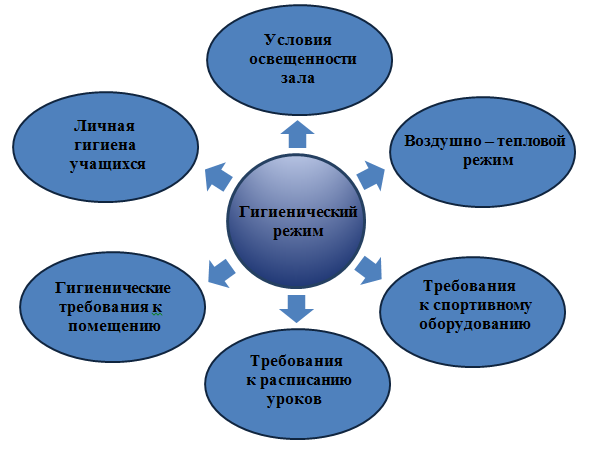 Условия
освещенности
зала
Личная
гигиена
учащихся
Воздушно – тепловой
режим
Гигиенический
режим
Гигиенические
требования к
помещению
Требования
к спортивному
оборудованию
Требования
к расписанию
уроков